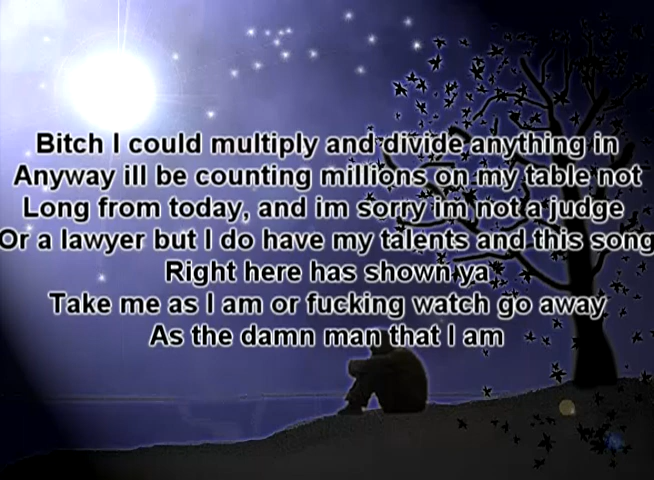 Bitch I could multiply and divide anything in
Anyway ill be counting millions on my table not
Long from today, and im sorry im not a judge
Or a lawyer but I do have my talents and this song
Right here has shown ya
Take me as I am or fucking watch go away
As the damn man that I am